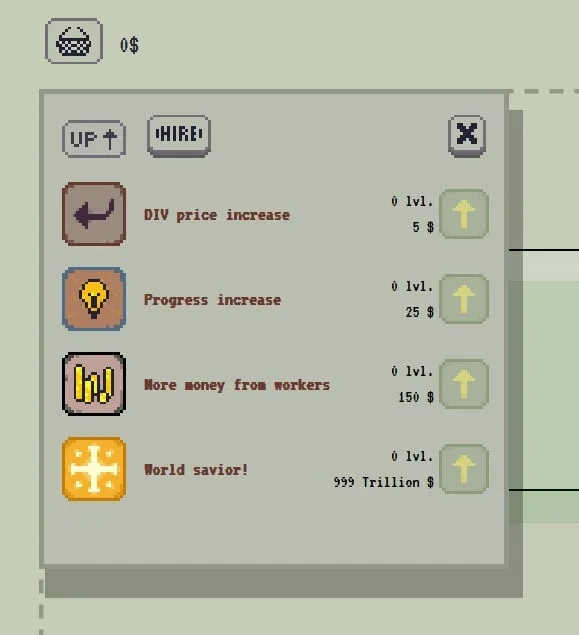 0$
UP ↑
HIRE
DIV price increase
0 lvl.
5 $
Progress increase
0 lvl.
25 $
More money from workers
0 lvl.
150 $
World savior!
0 lvl.
999 Trillion $